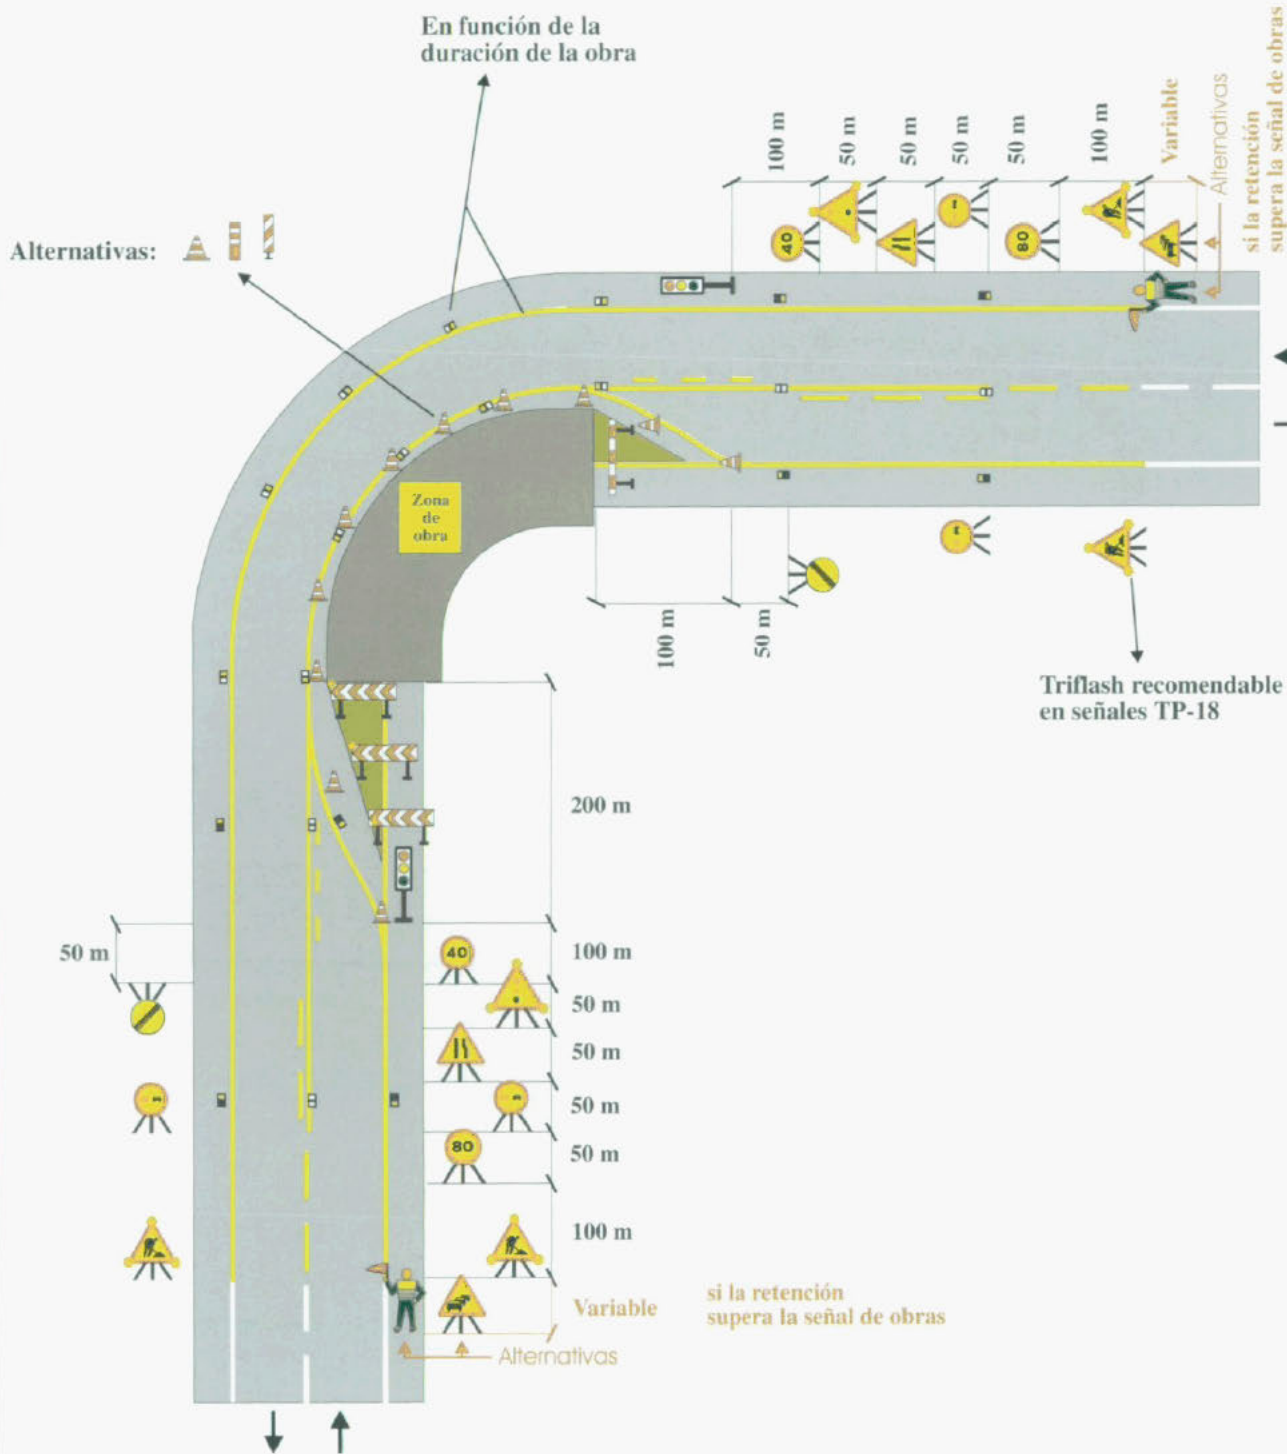 En función de la
duración de la obra
Alternativas:
100 m
50 m
50 m
50 m
50 m
100 m
Variable
Alternativas
si la retención
supera la señal de obras
40
80
Zona
de
obra
100 m
50 m
Triflash recomendable
en señales TP-18
200 m
50 m
40
100 m
50 m
50 m
50 m
80
50 m
100 m
Variable
si la retención
supera la señal de obras
Alternativas